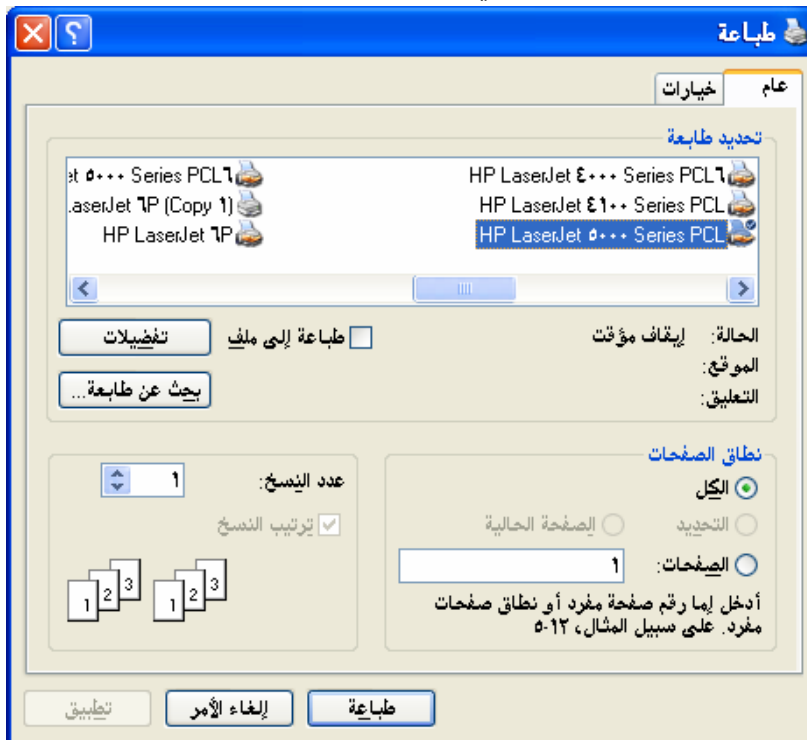 طباعة
عام
خيارات
تحديد طابعة
HP LaserJet ٤٠٠٠ Series PCL٦
HP LaserJet ٤١٠٠ Series PCL
HP LaserJet ٥٠٠٠ Series PCL
et ٥٠٠٠ Series PCL٦
.aserJet ٦P (Copy ١)
HP LaserJet ٦P
الحالة: إيقاف مؤقت
الموقع:
التعليق:
طباعة إلى ملف
تفضيلات
بحث عن طابعة...
نطاق الصفحات
الكل
التحديد
الصفحة الحالية
الصفحات: ١
أدخل إما رقم صفحة مفرد أو نطاق صفحات
مفرد. على سبيل المثال، ١٢-٥
عدد النسخ: ١
ترتيب النسخ
1 2 3 1 2 3
طباعة
إلغاء الأمر
تطبيق